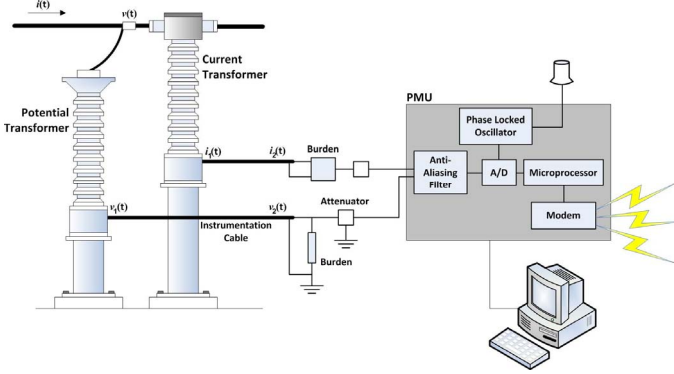 i(t)
v(t)
Current
Transformer
Potential
Transformer
PMU
Phase Locked
Oscillator
i₁(t)
i₂(t)
Burden
Anti-
Aliasing
Filter
A/D
Microprocessor
v₁(t)
v₂(t)
Attenuator
Modem
Instrumentation
Cable
Burden